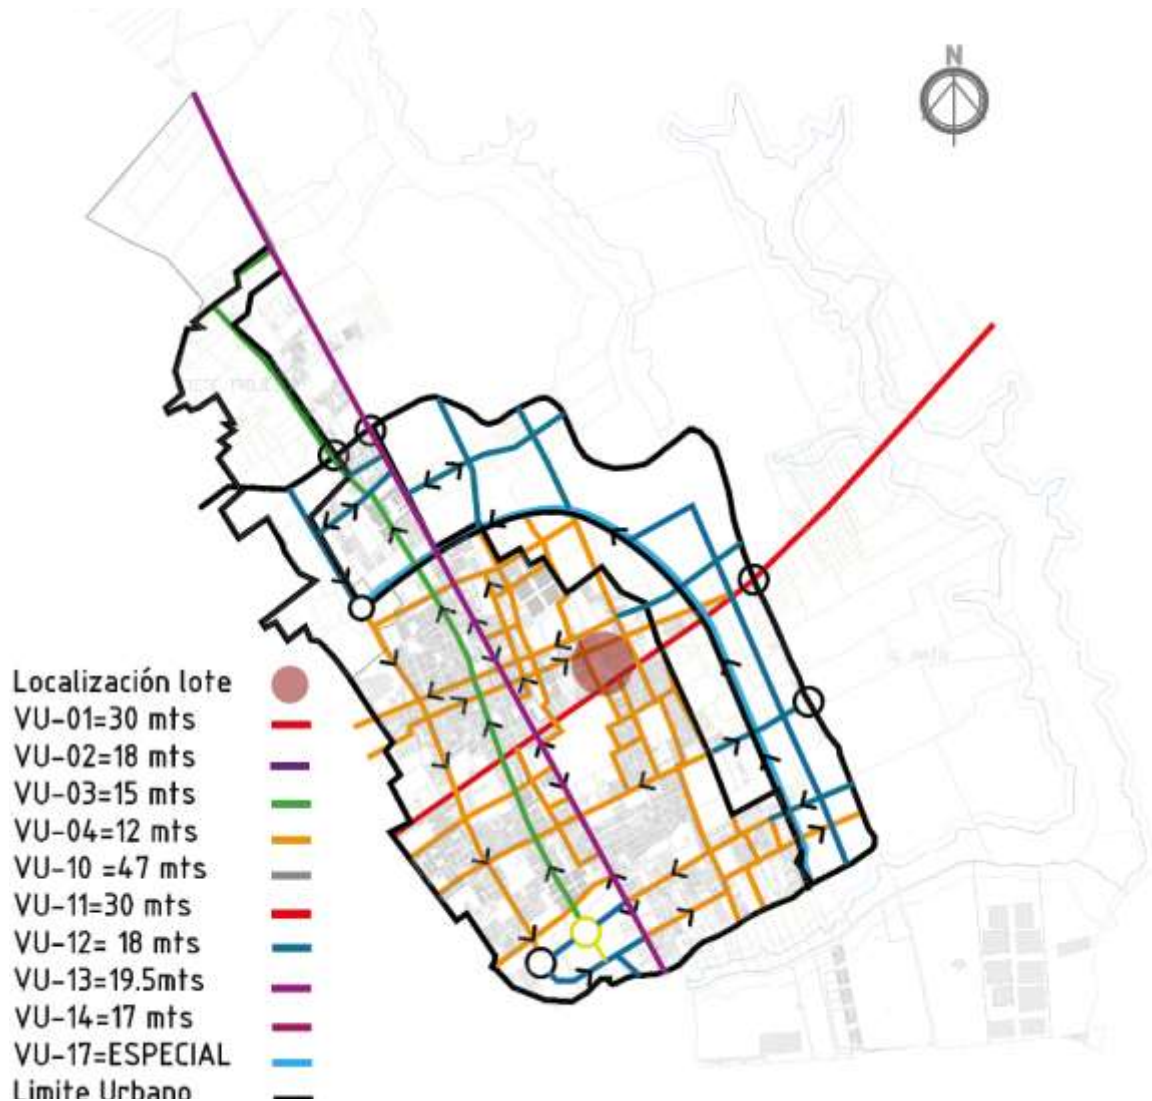 N
Localización lote
VU-01=30 mts
VU-02=18 mts
VU-03=15 mts
VU-04=12 mts
VU-10 =47 mts
VU-11=30 mts
VU-12= 18 mts
VU-13=19.5mts
VU-14=17 mts
VU-17=ESPECIAL
Limite Urbano